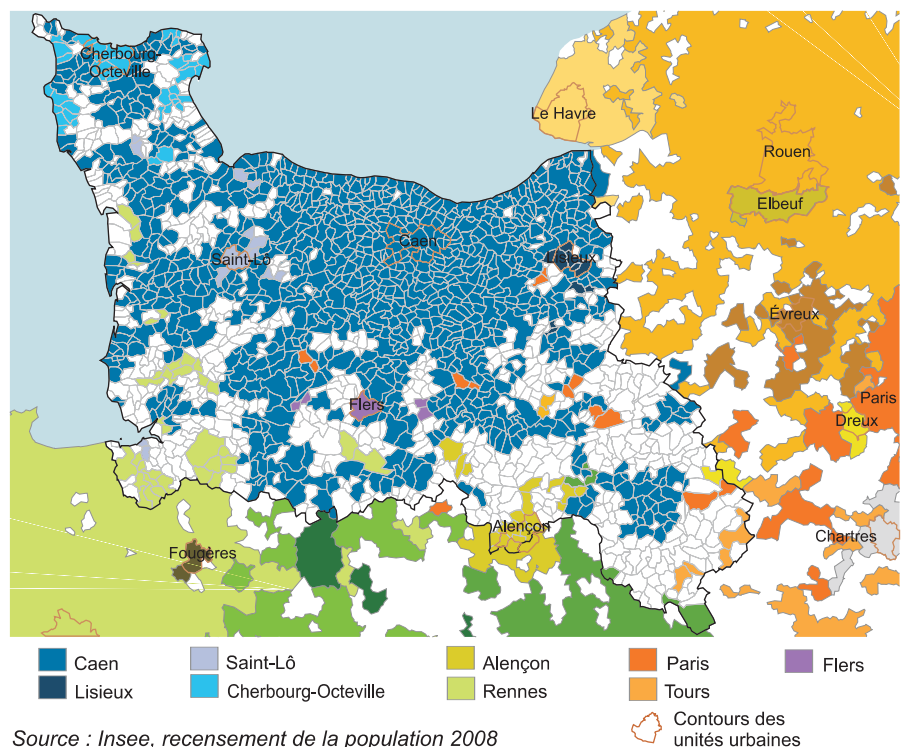 Cherbourg-
Octeville
Le Havre
Rouen
Elbeuf
Caen
Saint-Lô
Lisieux
Évreux
Paris
Flers
Dreux
Alençon
Chartres
Fougères
Caen
Saint-Lô
Alençon
Paris
Flers
Lisieux
Cherbourg-Octeville
Rennes
Tours
Contours des
unités urbaines
Source : Insee, recensement de la population 2008